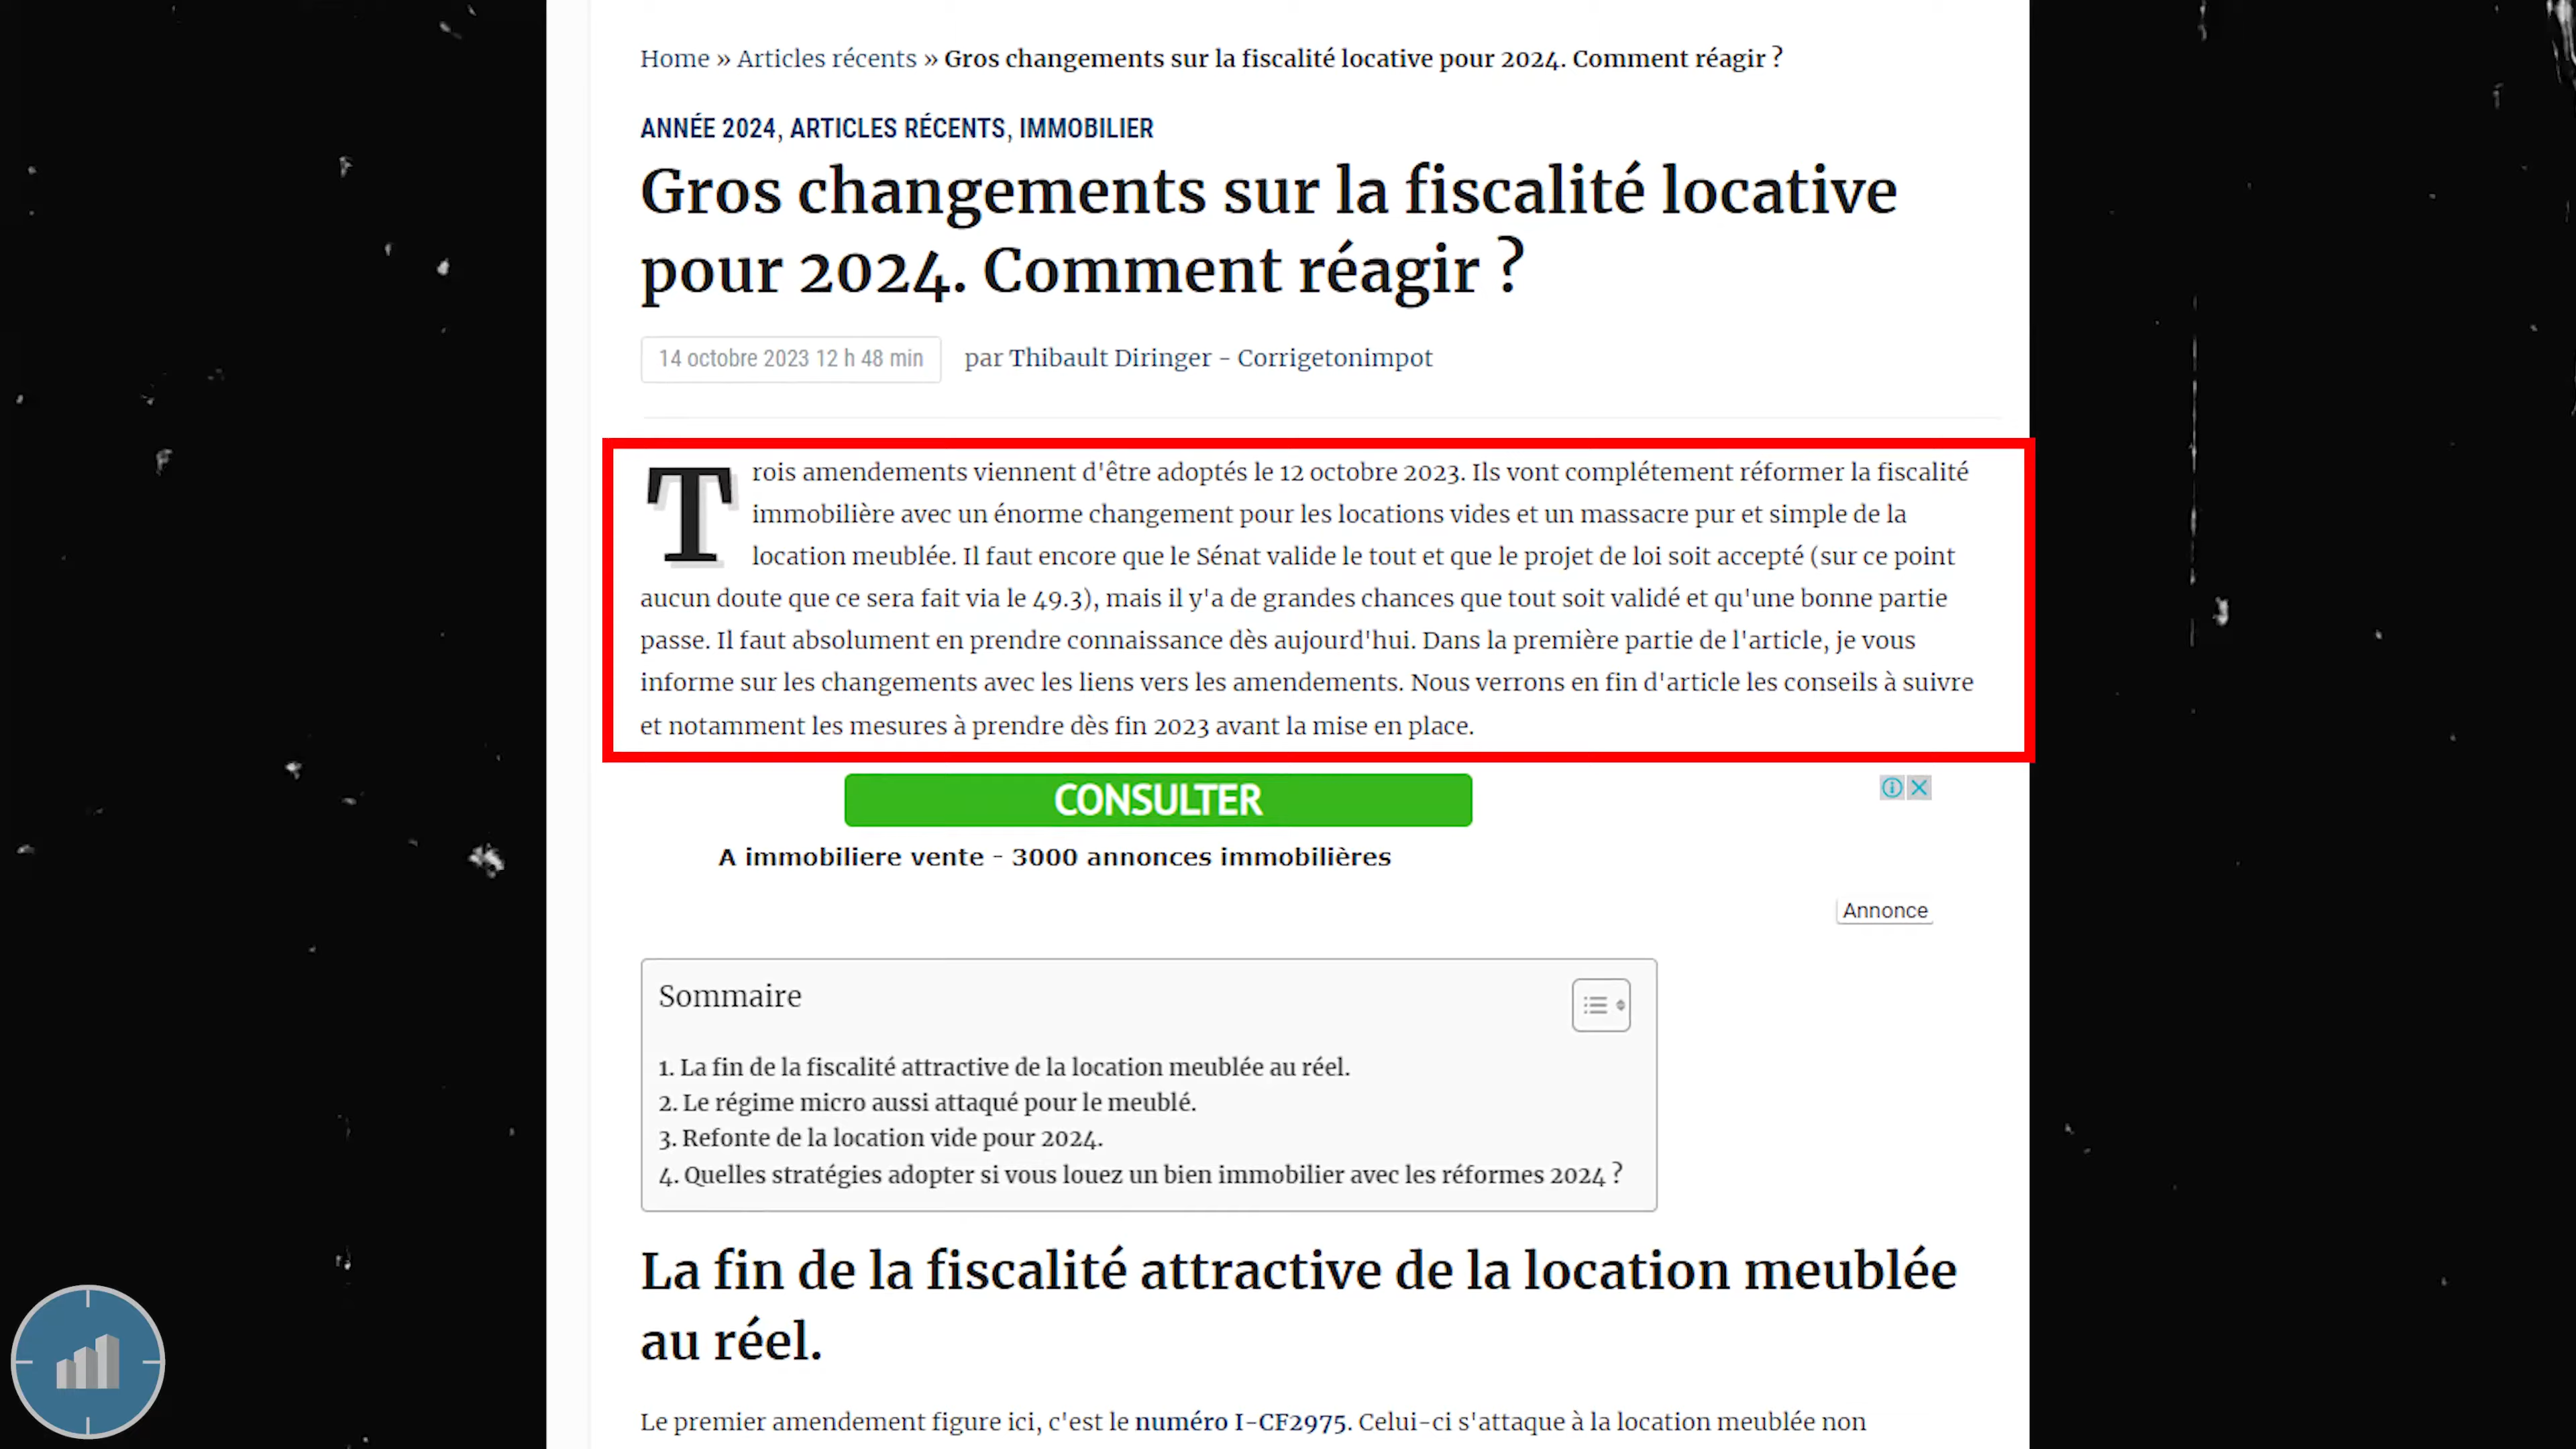 Home » Articles récents » Gros changements sur la fiscalité locative pour 2024. Comment réagir ?
ANNÉE 2024, ARTICLES RÉCENTS, IMMOBILIER
Gros changements sur la fiscalité locative
pour 2024. Comment réagir ?
14 octobre 2023 12 h 48 min par Thibault Diringer - Corrigetonimpot
Trois amendements viennent d'être adoptés le 12 octobre 2023. Ils vont complétement réformer la fiscalité
immobilière avec un énorme changement pour les locations vides et un massacre pur et simple de la
location meublée. Il faut encore que le Sénat valide le tout et que le projet de loi soit accepté (sur ce point
aucun doute que ce sera fait via le 49.3), mais il y'a de grandes chances que tout soit validé et qu'une bonne partie
passe. Il faut absolument en prendre connaissance dès aujourd'hui. Dans la première partie de l'article, je vous
informe sur les changements avec les liens vers les amendements. Nous verrons en fin d'article les conseils à suivre
et notamment les mesures à prendre dès fin 2023 avant la mise en place.
CONSULTER
A immobiliere vente - 3000 annonces immobilières
Annonce
Sommaire
1. La fin de la fiscalité attractive de la location meublée au réel.
2. Le régime micro aussi attaqué pour le meublé.
3. Refonte de la location vide pour 2024.
4. Quelles stratégies adopter si vous louez un bien immobilier avec les réformes 2024 ?
La fin de la fiscalité attractive de la location meublée
au réel.
Le premier amendement figure ici, c'est le numéro I-CF2975. Celui-ci s'attaque à la location meublée non